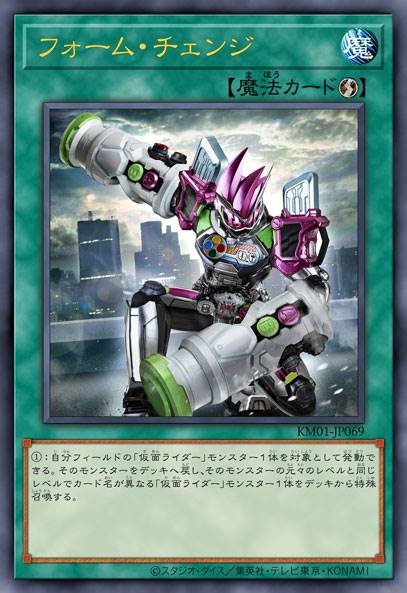 フォーム・チェンジ
魔
【魔法カード】
KM01-JP069
①：自分フィールドの「仮面ライダー」モンスター1体を対象として発動で
きる。そのモンスターをデッキへ戻し、そのモンスターの元々のレベルと同じ
レベルでカード名が異なる「仮面ライダー」モンスター1体をデッキから特殊
召喚する。
©スタジオ・ダイス／集英社・テレビ東京・KONAMI